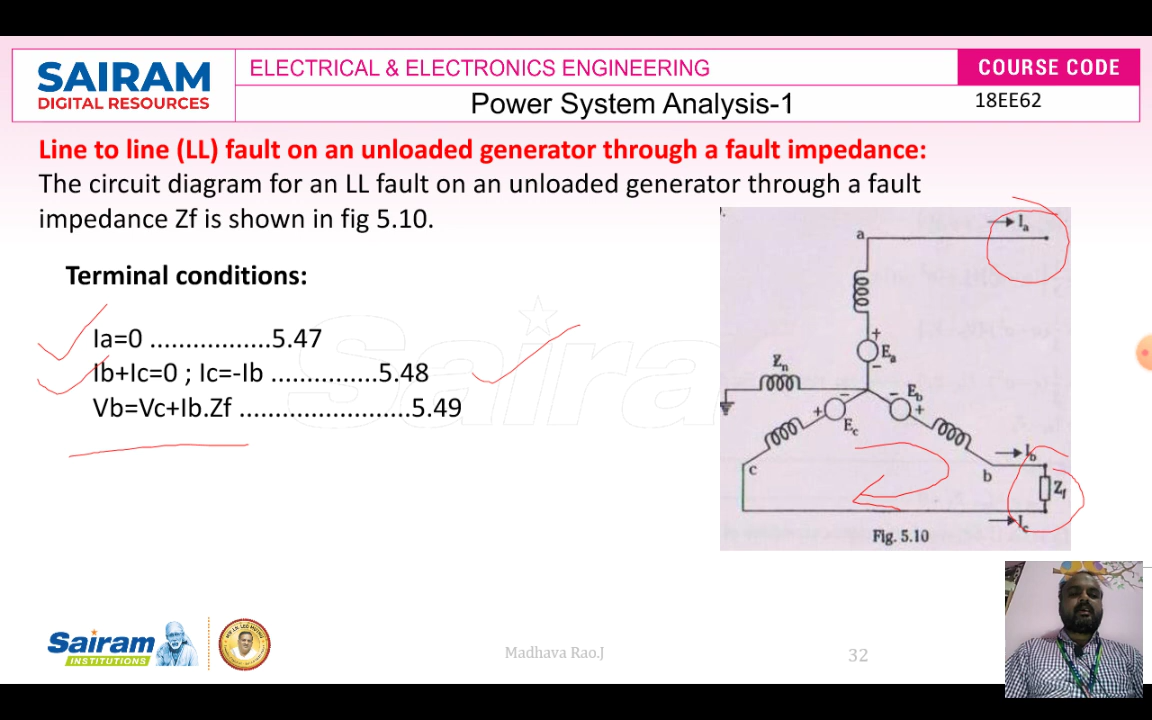 SAIRAM
DIGITAL RESOURCES
ELECTRICAL & ELECTRONICS ENGINEERING
COURSE CODE
Power System Analysis-1
18EE62
Line to line (LL) fault on an unloaded generator through a fault impedance:
The circuit diagram for an LL fault on an unloaded generator through a fault
impedance Zf is shown in fig 5.10.
Terminal conditions:
Ia=0 .................5.47
Ib+Ic=0 ; Ic=-Ib ...............5.48
Vb=Vc+Ib.Zf ........................5.49
Ia
a
+
Ea
−
Zn
− Eb
+ − +
Ec
Ib
c
b
Zf
Ic
Fig. 5.10
Sairam
Sairam
INSTITUTIONS
Madhava Rao.J
32